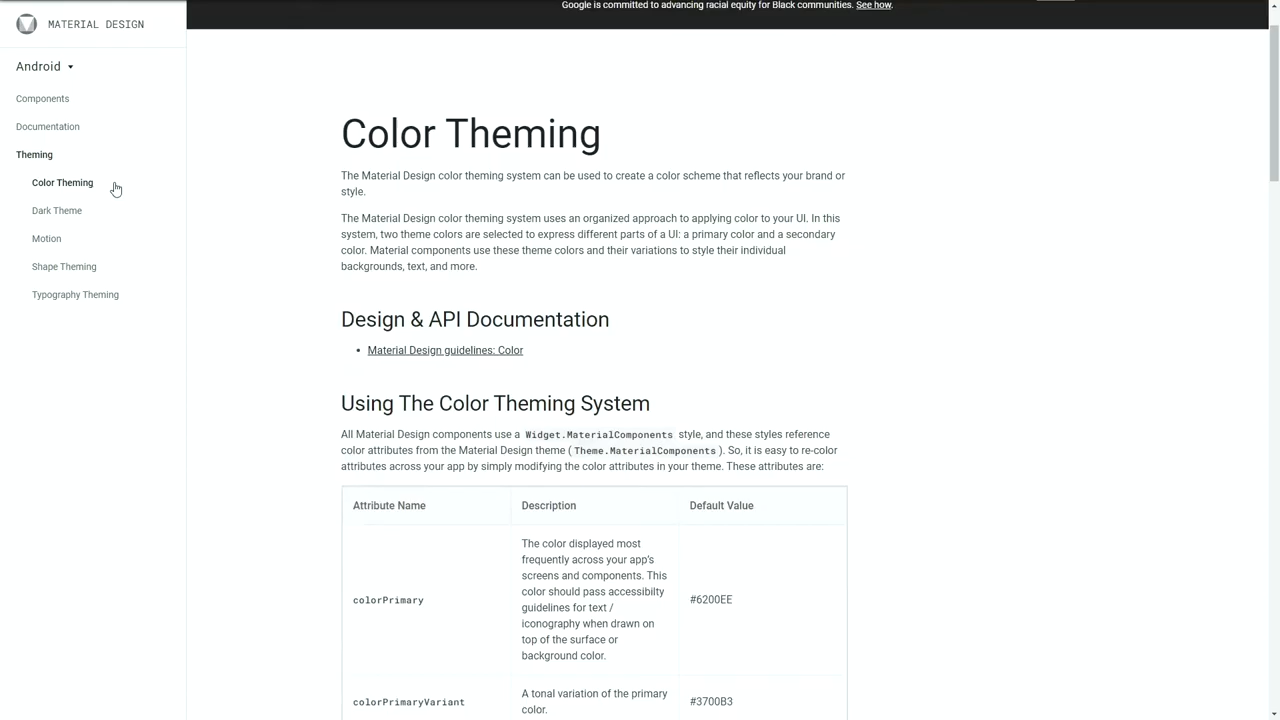 Google is committed to advancing racial equity for Black communities. See how.
MATERIAL DESIGN
Android
Components
Documentation
Theming
Color Theming
Dark Theme
Motion
Shape Theming
Typography Theming
Color Theming
The Material Design color theming system can be used to create a color scheme that reflects your brand or
style.
The Material Design color theming system uses an organized approach to applying color to your UI. In this
system, two theme colors are selected to express different parts of a UI: a primary color and a secondary
color. Material components use these theme colors and their variations to style their individual
backgrounds, text, and more.
Design & API Documentation
• Material Design guidelines: Color
Using The Color Theming System
All Material Design components use a Widget.MaterialComponents style, and these styles reference
color attributes from the Material Design theme ( Theme.MaterialComponents ). So, it is easy to re-color
attributes across your app by simply modifying the color attributes in your theme. These attributes are:
Attribute Name Description Default Value
The color displayed most
frequently across your app's
screens and components. This
color should pass accessibilty
colorPrimary guidelines for text / #6200EE
iconography when drawn on
top of the surface or
background color.
A tonal variation of the primary
colorPrimaryVariant #3700B3
color.